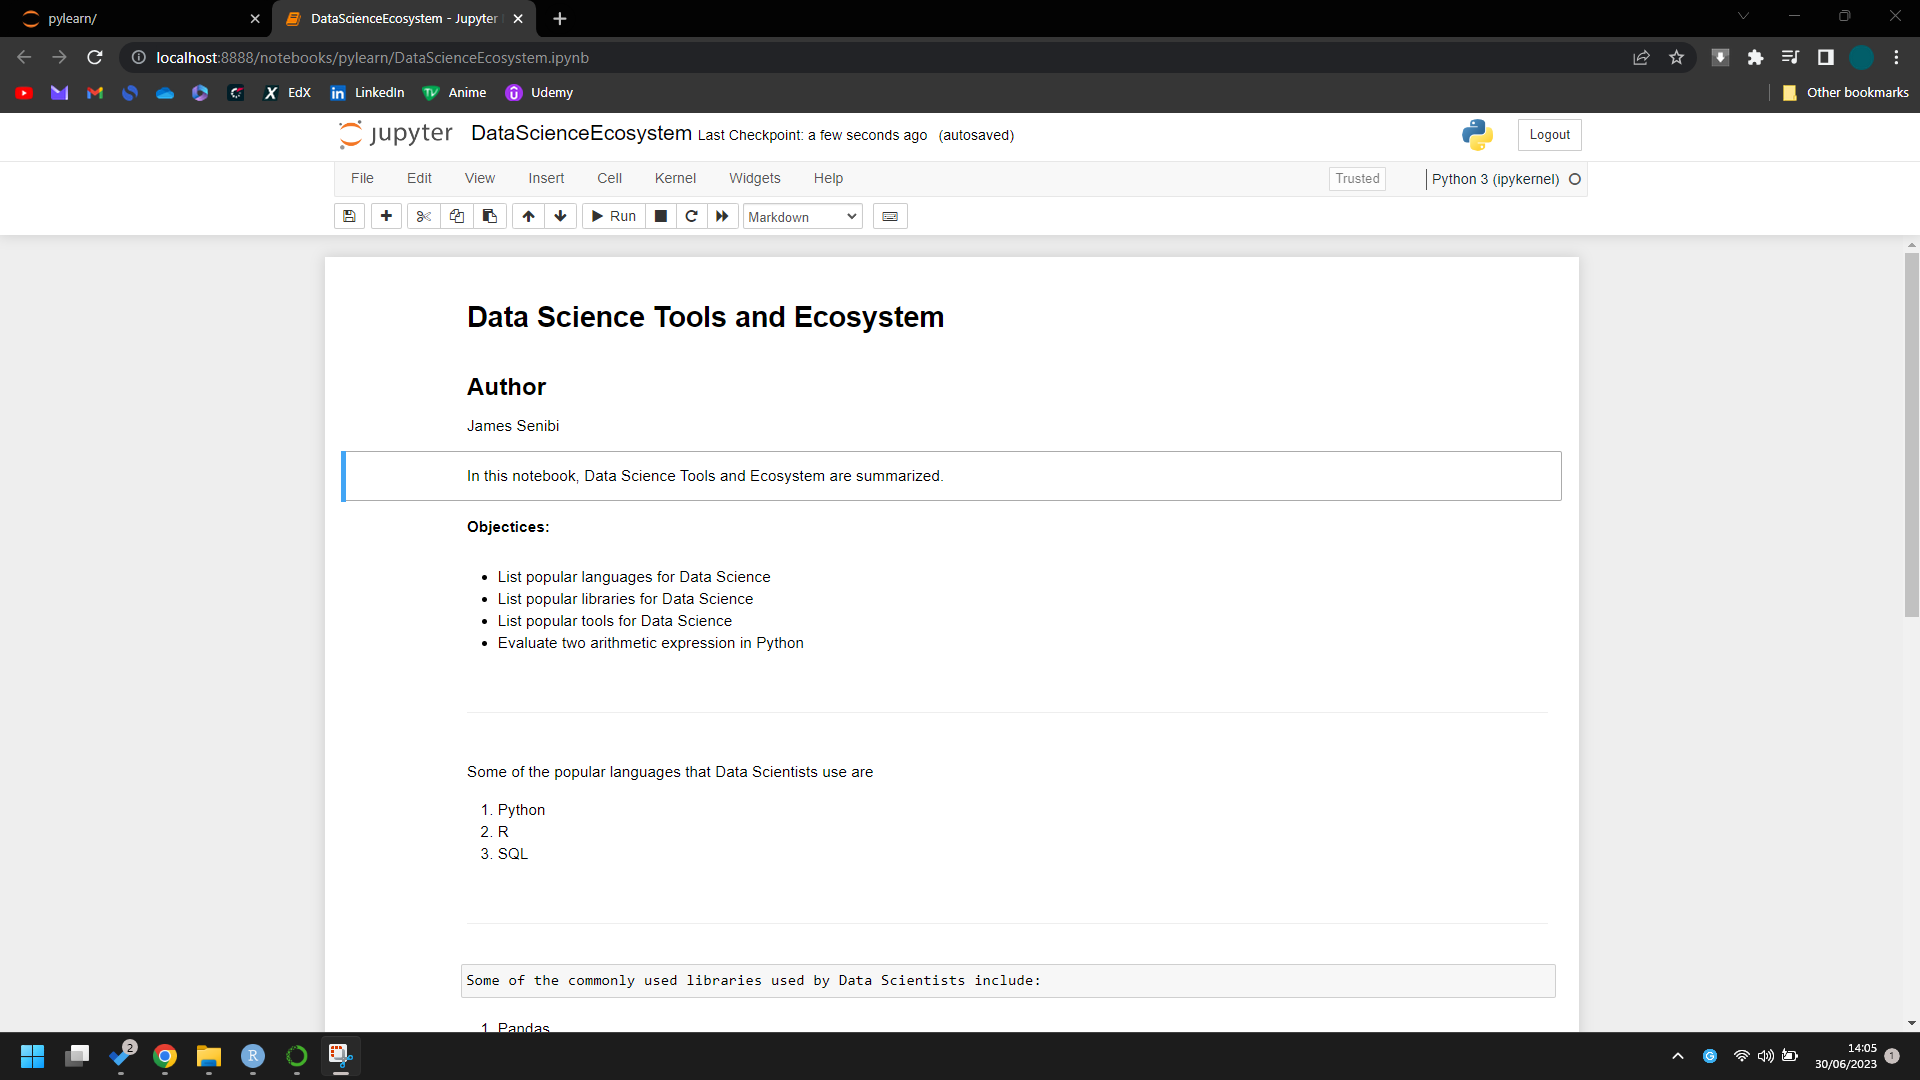 pylearn/
DataScienceEcosystem - Jupyter
localhost:8888/notebooks/pylearn/DataScienceEcosystem.ipynb
EdX LinkedIn Anime Udemy Other bookmarks
jupyter DataScienceEcosystem Last Checkpoint: a few seconds ago (autosaved) Logout
File Edit View Insert Cell Kernel Widgets Help Trusted Python 3 (ipykernel)
Run Markdown
Data Science Tools and Ecosystem
Author
James Senibi
In this notebook, Data Science Tools and Ecosystem are summarized.
Objectices:
• List popular languages for Data Science
• List popular libraries for Data Science
• List popular tools for Data Science
• Evaluate two arithmetic expression in Python
Some of the popular languages that Data Scientists use are
1. Python
2. R
3. SQL
Some of the commonly used libraries used by Data Scientists include:
1. Pandas
2
R
14:05
30/06/2023
1